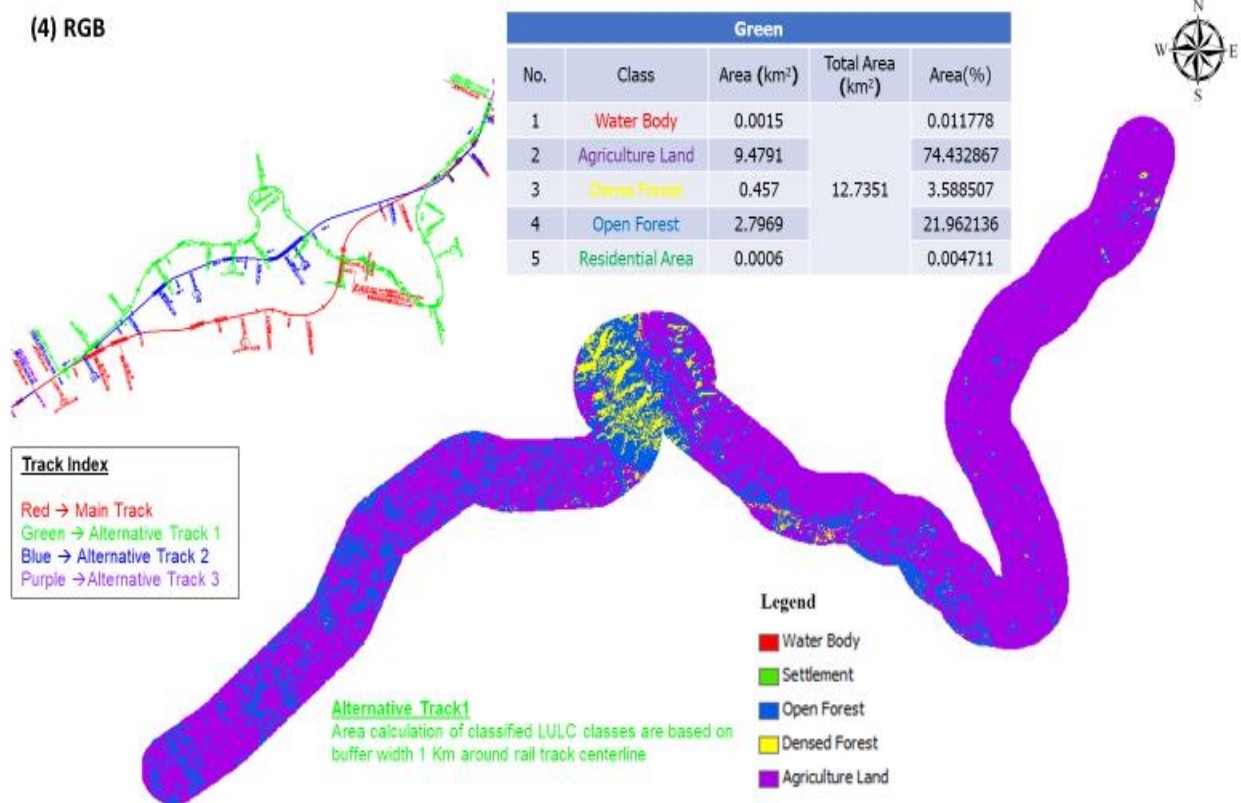 (4) RGB
Green
No. Class Area (km²) Total Area (km²) Area(%)
1 Water Body 0.0015 0.011778
2 Agriculture Land 9.4791 74.432867
3 Dense Forest 0.457 12.7351 3.588507
4 Open Forest 2.7969 21.962136
5 Residential Area 0.0006 0.004711
N
W E
S
Track Index
Red → Main Track
Green → Alternative Track 1
Blue → Alternative Track 2
Purple → Alternative Track 3
Alternative Track1
Area calculation of classified LULC classes are based on
buffer width 1 Km around rail track centerline
Legend
Water Body
Settlement
Open Forest
Densed Forest
Agriculture Land